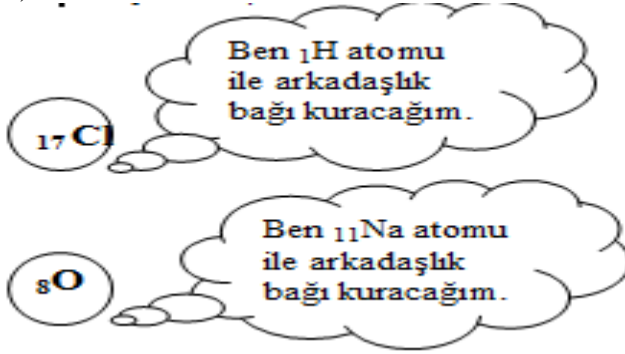 Ben ₁H atomu
ile arkadaşlık
bağı kuracağım.
₁₇Cl
Ben ₁₁Na atomu
ile arkadaşlık
bağı kuracağım.
₈O